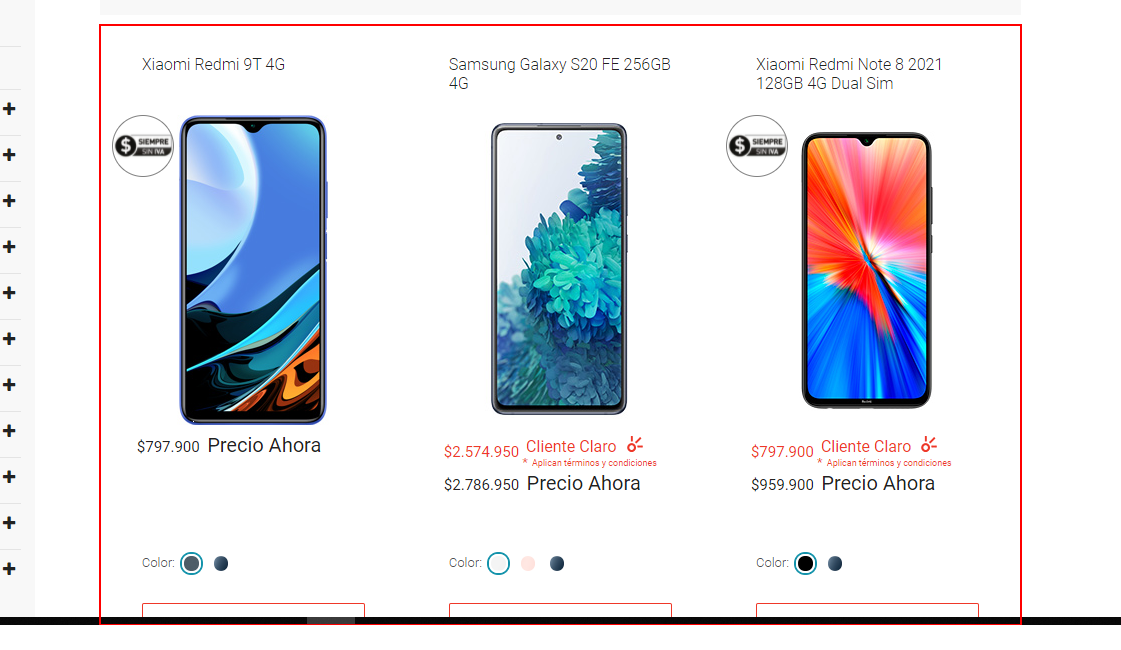 Xiaomi Redmi 9T 4G
SIEMPRE
SIN IVA
$797.900 Precio Ahora
Color:
Samsung Galaxy S20 FE 256GB
4G
$2.574.950 Cliente Claro
* Aplican términos y condiciones
$2.786.950 Precio Ahora
Color:
Xiaomi Redmi Note 8 2021
128GB 4G Dual Sim
SIEMPRE
SIN IVA
$797.900 Cliente Claro
* Aplican términos y condiciones
$959.900 Precio Ahora
Color: